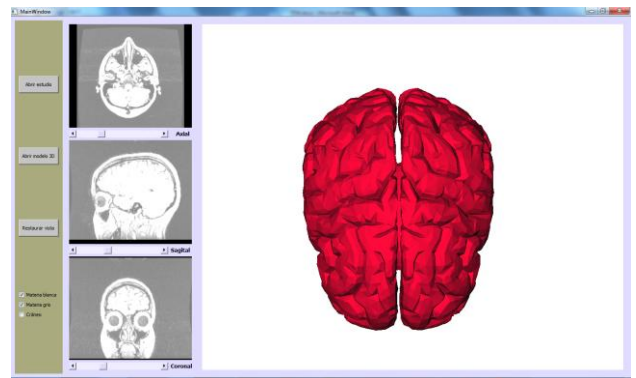 MainWindow
Abrir estudio
Axial
Abrir modelo 3D
Restaurar vista
Sagital
Materia blanca
Materia gris
Cráneo
Coronal